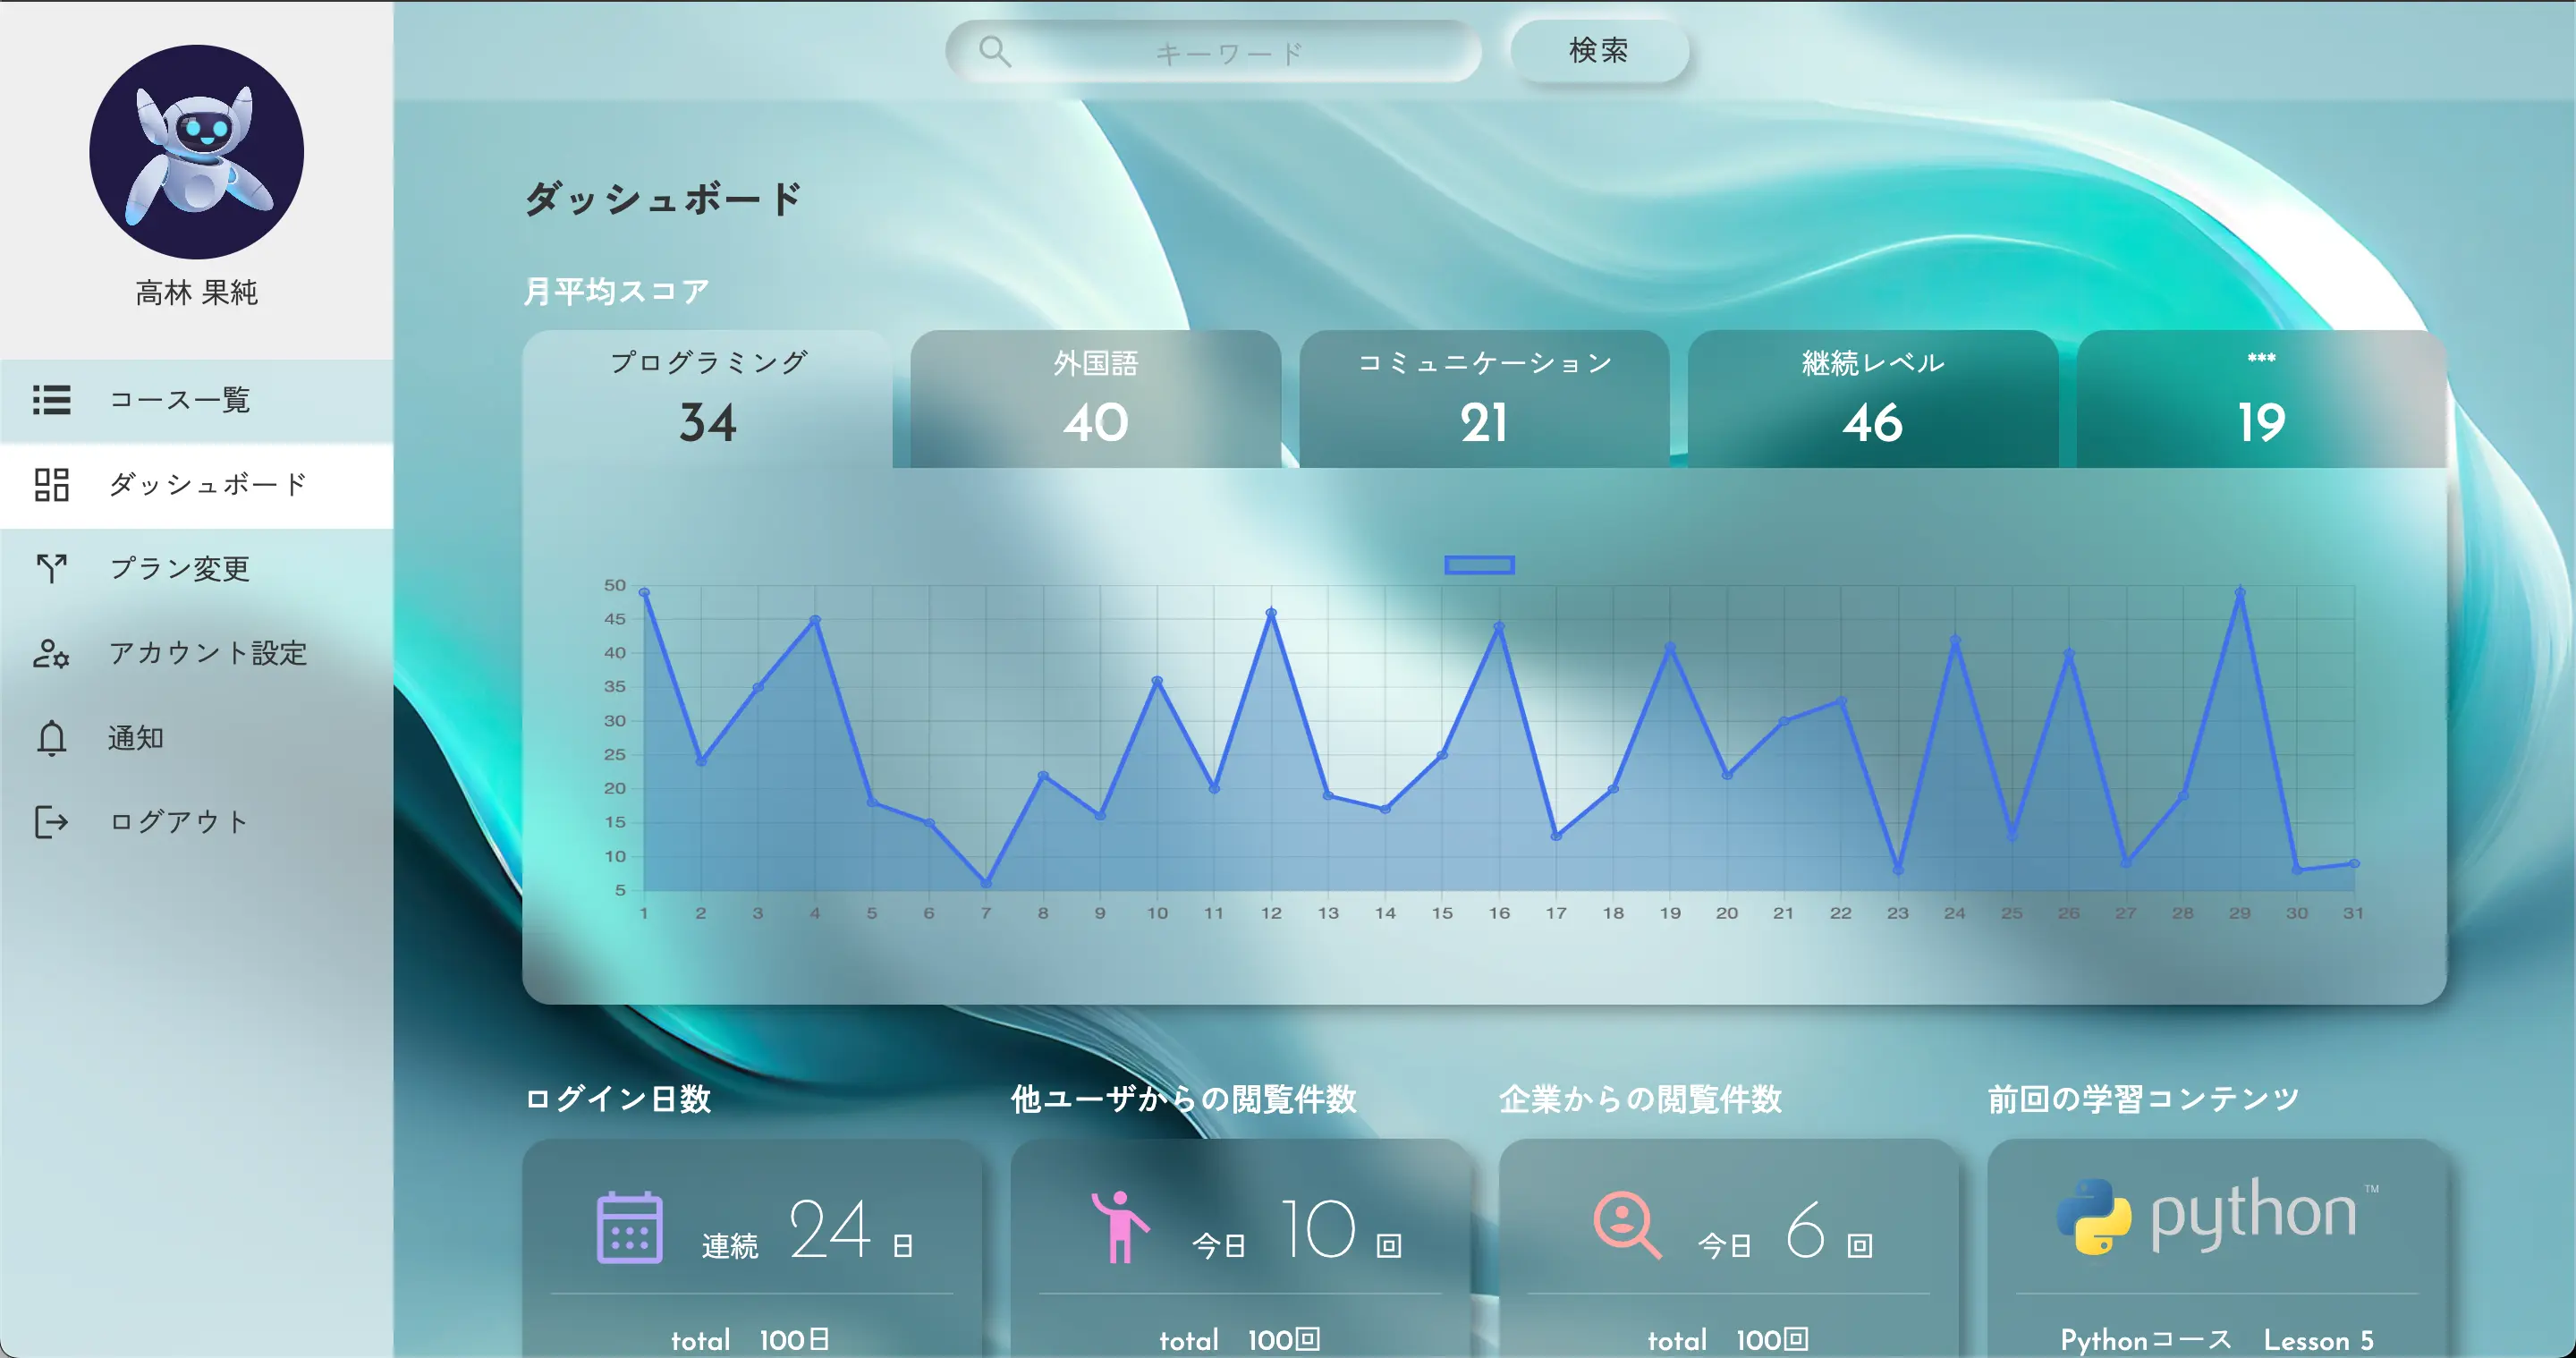 キーワード
検索
高林 果純
コース一覧
ダッシュボード
プラン変更
アカウント設定
通知
ログアウト
ダッシュボード
月平均スコア
プログラミング
34
外国語
40
コミュニケーション
21
継続レベル
46
***
19
50
45
40
35
30
25
20
15
10
5
1 2 3 4 5 6 7 8 9 10 11 12 13 14 15 16 17 18 19 20 21 22 23 24 25 26 27 28 29 30 31
ログイン日数
連続 24 日
total 100日
他ユーザからの閲覧件数
今日 10 回
total 100回
企業からの閲覧件数
今日 6 回
total 100回
前回の学習コンテンツ
python™
Pythonコース Lesson 5